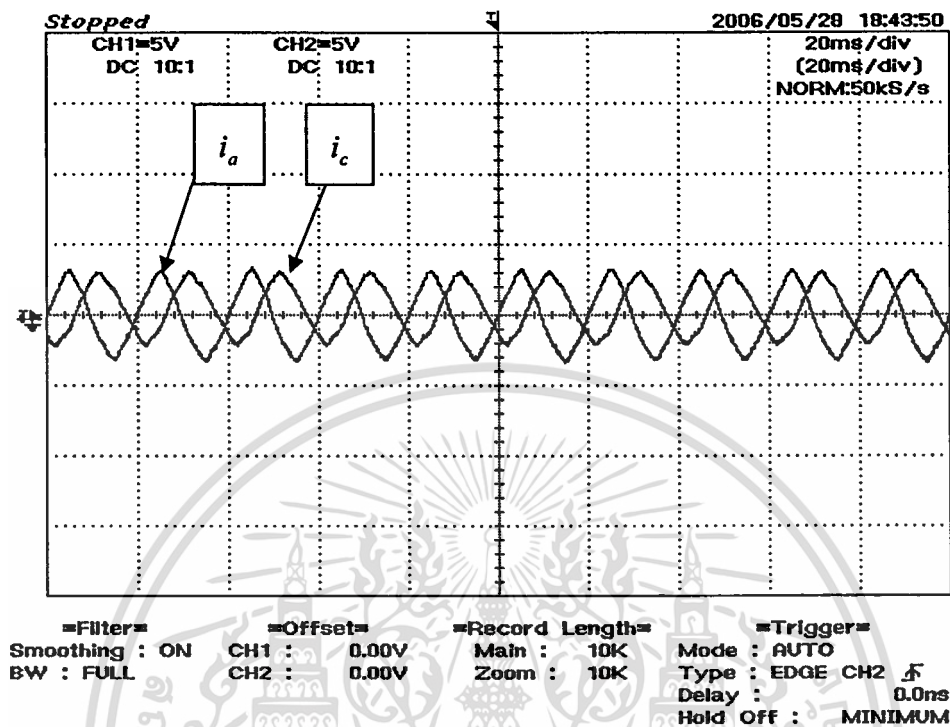 Stopped 2006/05/28 18:43:50
CH1=5V CH2=5V 20ms/div
DC 10:1 DC 10:1 (20ms/div)
NORM:50kS/s
i_a i_c
=Filter= =Offset= =Record Length= =Trigger=
Smoothing : ON CH1 : 0.00V Main : 10K Mode : AUTO
BW : FULL CH2 : 0.00V Zoom : 10K Type : EDGE CH2
Delay : 0.0ns
Hold Off : MINIMUM